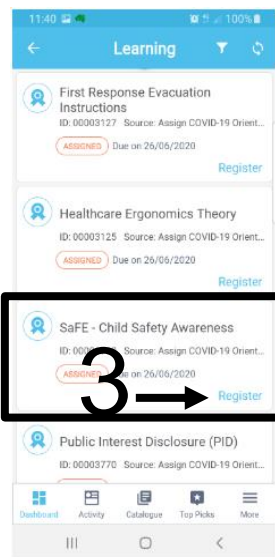 11:40 100%
Learning
First Response Evacuation
Instructions
ID: 00003127 Source: Assign COVID-19 Orient...
ASSIGNED Due on 26/06/2020
Register
Healthcare Ergonomics Theory
ID: 00003125 Source: Assign COVID-19 Orient...
ASSIGNED Due on 26/06/2020
Register
SaFE - Child Safety Awareness
ID: Source: Assign COVID-19 Orient...
3
on 26/06/2020
Register
Public Interest Disclosure (PID)
ID: 00003770 Source: Assign COVID-19 Orient...
Dashboard Activity Catalogue Top Picks More